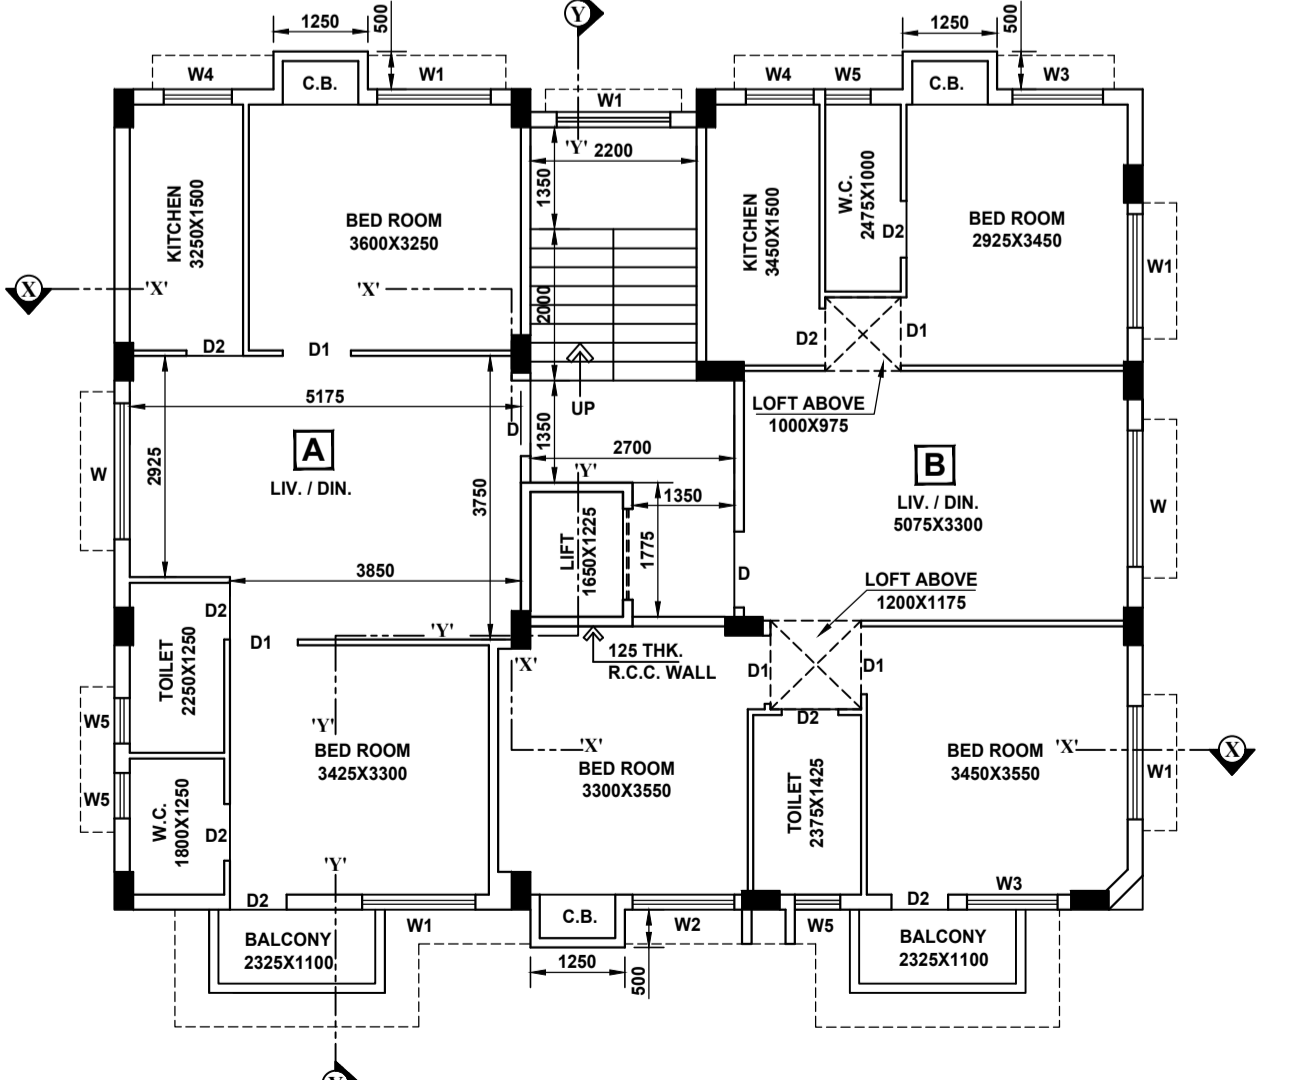 1250
500
Y
1250
500
W4
C.B.
W1
W1
W4
W5
C.B.
W3
'Y'
2200
1350
KITCHEN
3250X1500
BED ROOM
3600X3250
KITCHEN
3450X1500
W.C.
2475X1000
D2
BED ROOM
2925X3450
W1
X
'X'
'X'
2000
D2
D1
D2
D1
5175
UP
LOFT ABOVE
1000X975
D
1350
2700
A
LIV. / DIN.
2925
3750
W
'Y'
1350
B
LIV. / DIN.
5075X3300
W
LIFT
1650X1225
1775
3850
D
LOFT ABOVE
1200X1175
D2
'Y'
D1
125 THK.
R.C.C. WALL
'X'
D1
D1
TOILET
2250X1250
W5
'Y'
D2
BED ROOM
3425X3300
'X'
BED ROOM
3300X3550
BED ROOM
3450X3550
'X'
X
W1
W5
W.C.
1800X1250
D2
TOILET
2375X1425
'Y'
D2
W1
C.B.
W2
W5
D2
W3
BALCONY
2325X1100
BALCONY
2325X1100
1250
500
Y